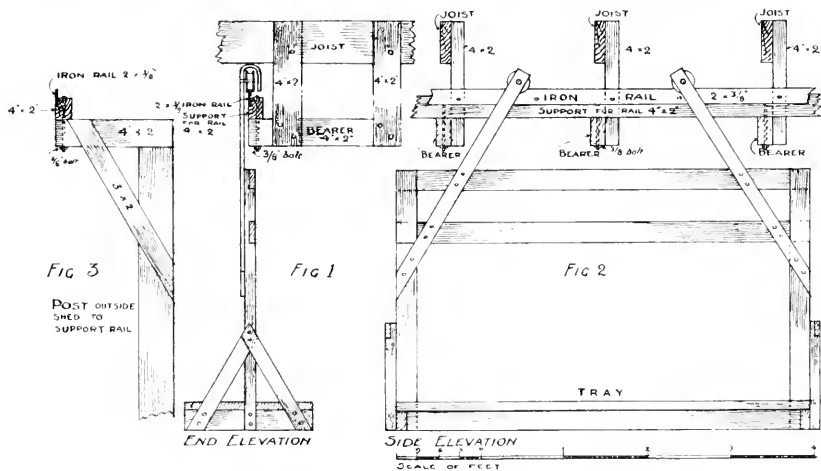 IRON RAIL 2 × 3/8"
4" × 2"
4" × 2
3 × 2
FIG 3
POST OUTSIDE
SHED TO
SUPPORT RAIL
JOIST
4" × 2
4" × 2"
IRON RAIL
SUPPORT
FOR RAIL
4 × 2
BEARER
4" × 2"
3/8" bolt
FIG 1
END ELEVATION
JOIST
4 × 2
JOIST
4 × 2
JOIST
4" × 2
IRON RAIL 2 × 3/8"
SUPPORT FOR RAIL 4" × 2"
BEARER
BEARER
3/8 bolt
BEARER
FIG 2
TRAY
SIDE ELEVATION
1
2
3
4
SCALE OF FEET